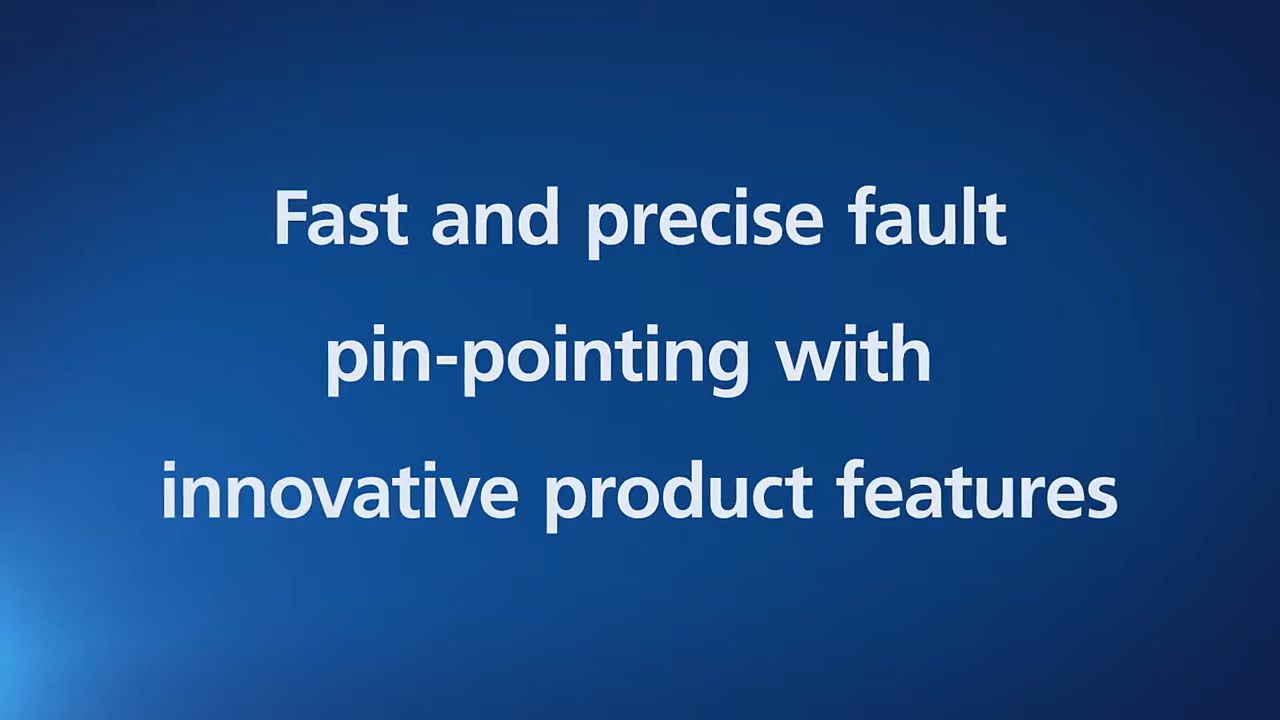 Fast and precise fault
pin-pointing with
innovative product features